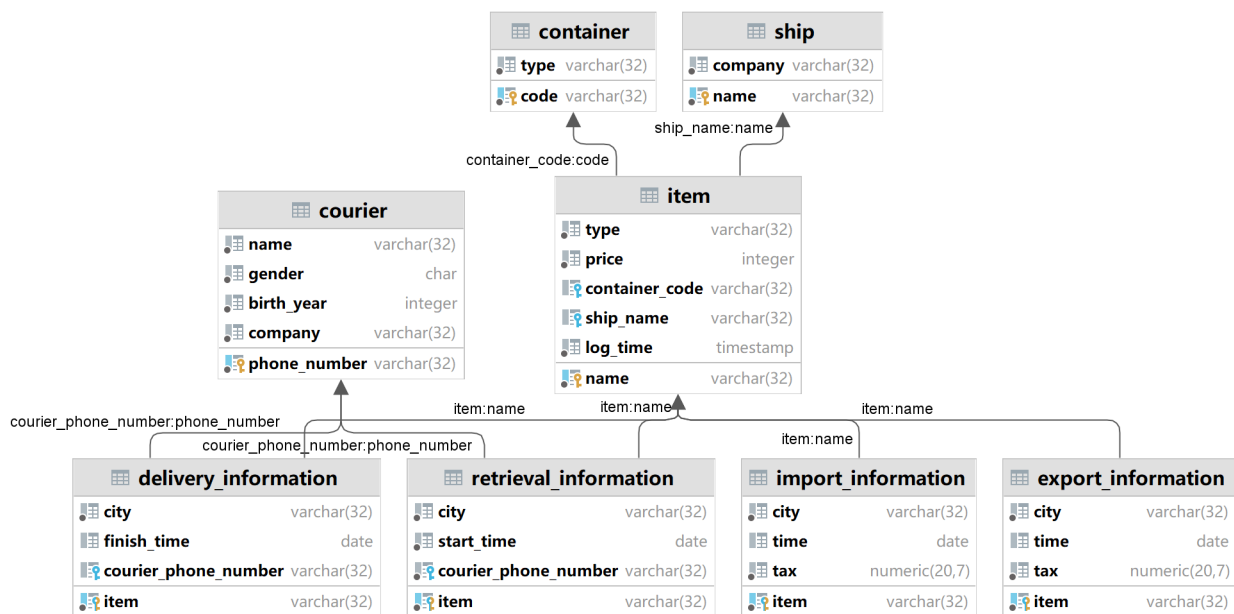 container
type varchar(32)
code varchar(32)
ship
company varchar(32)
name varchar(32)
ship_name:name
container_code:code
courier
name varchar(32)
gender char
birth_year integer
company varchar(32)
phone_number varchar(32)
item
type varchar(32)
price integer
container_code varchar(32)
ship_name varchar(32)
log_time timestamp
name varchar(32)
courier_phone_number:phone_number
item:name
item:name
item:name
courier_phone_number:phone_number
item:name
delivery_information
city varchar(32)
finish_time date
courier_phone_number varchar(32)
item varchar(32)
retrieval_information
city varchar(32)
start_time date
courier_phone_number varchar(32)
item varchar(32)
import_information
city varchar(32)
time date
tax numeric(20,7)
item varchar(32)
export_information
city varchar(32)
time date
tax numeric(20,7)
item varchar(32)